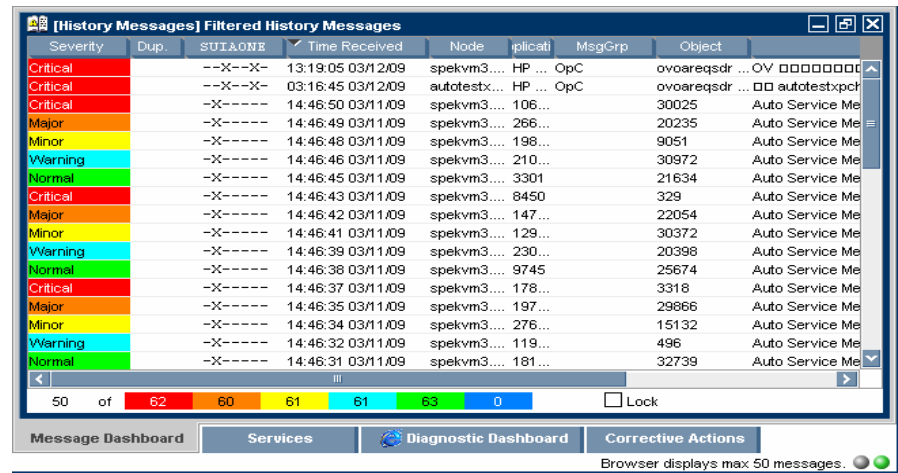 [History Messages] Filtered History Messages
Severity Dup. SUIAONE Time Received Node plicati MsgGrp Object
Critical --X--X- 13:19:05 03/12/09 spekvm3... HP ... OpC ovoareqsdr ... OV □□□□□□□
Critical --X--X- 03:16:45 03/12/09 autotestx... HP ... OpC ovoareqsdr ... □□ autotestxpch
Critical -X----- 14:46:50 03/11/09 spekvm3... 106... 30025 Auto Service Me
Major -X----- 14:46:49 03/11/09 spekvm3... 266... 20235 Auto Service Me
Minor -X----- 14:46:48 03/11/09 spekvm3... 198... 9051 Auto Service Me
Warning -X----- 14:46:46 03/11/09 spekvm3... 210... 30972 Auto Service Me
Normal -X----- 14:46:45 03/11/09 spekvm3... 3301 21634 Auto Service Me
Critical -X----- 14:46:43 03/11/09 spekvm3... 8450 329 Auto Service Me
Major -X----- 14:46:42 03/11/09 spekvm3... 147... 22054 Auto Service Me
Minor -X----- 14:46:41 03/11/09 spekvm3... 129... 30372 Auto Service Me
Warning -X----- 14:46:39 03/11/09 spekvm3... 230... 20398 Auto Service Me
Normal -X----- 14:46:38 03/11/09 spekvm3... 9745 25674 Auto Service Me
Critical -X----- 14:46:37 03/11/09 spekvm3... 178... 3318 Auto Service Me
Major -X----- 14:46:35 03/11/09 spekvm3... 197... 29866 Auto Service Me
Minor -X----- 14:46:34 03/11/09 spekvm3... 276... 15132 Auto Service Me
Warning -X----- 14:46:32 03/11/09 spekvm3... 119... 496 Auto Service Me
Normal -X----- 14:46:31 03/11/09 spekvm3... 181... 32739 Auto Service Me
50 of 62 60 61 61 63 0 Lock
Message Dashboard Services Diagnostic Dashboard Corrective Actions
Browser displays max 50 messages.